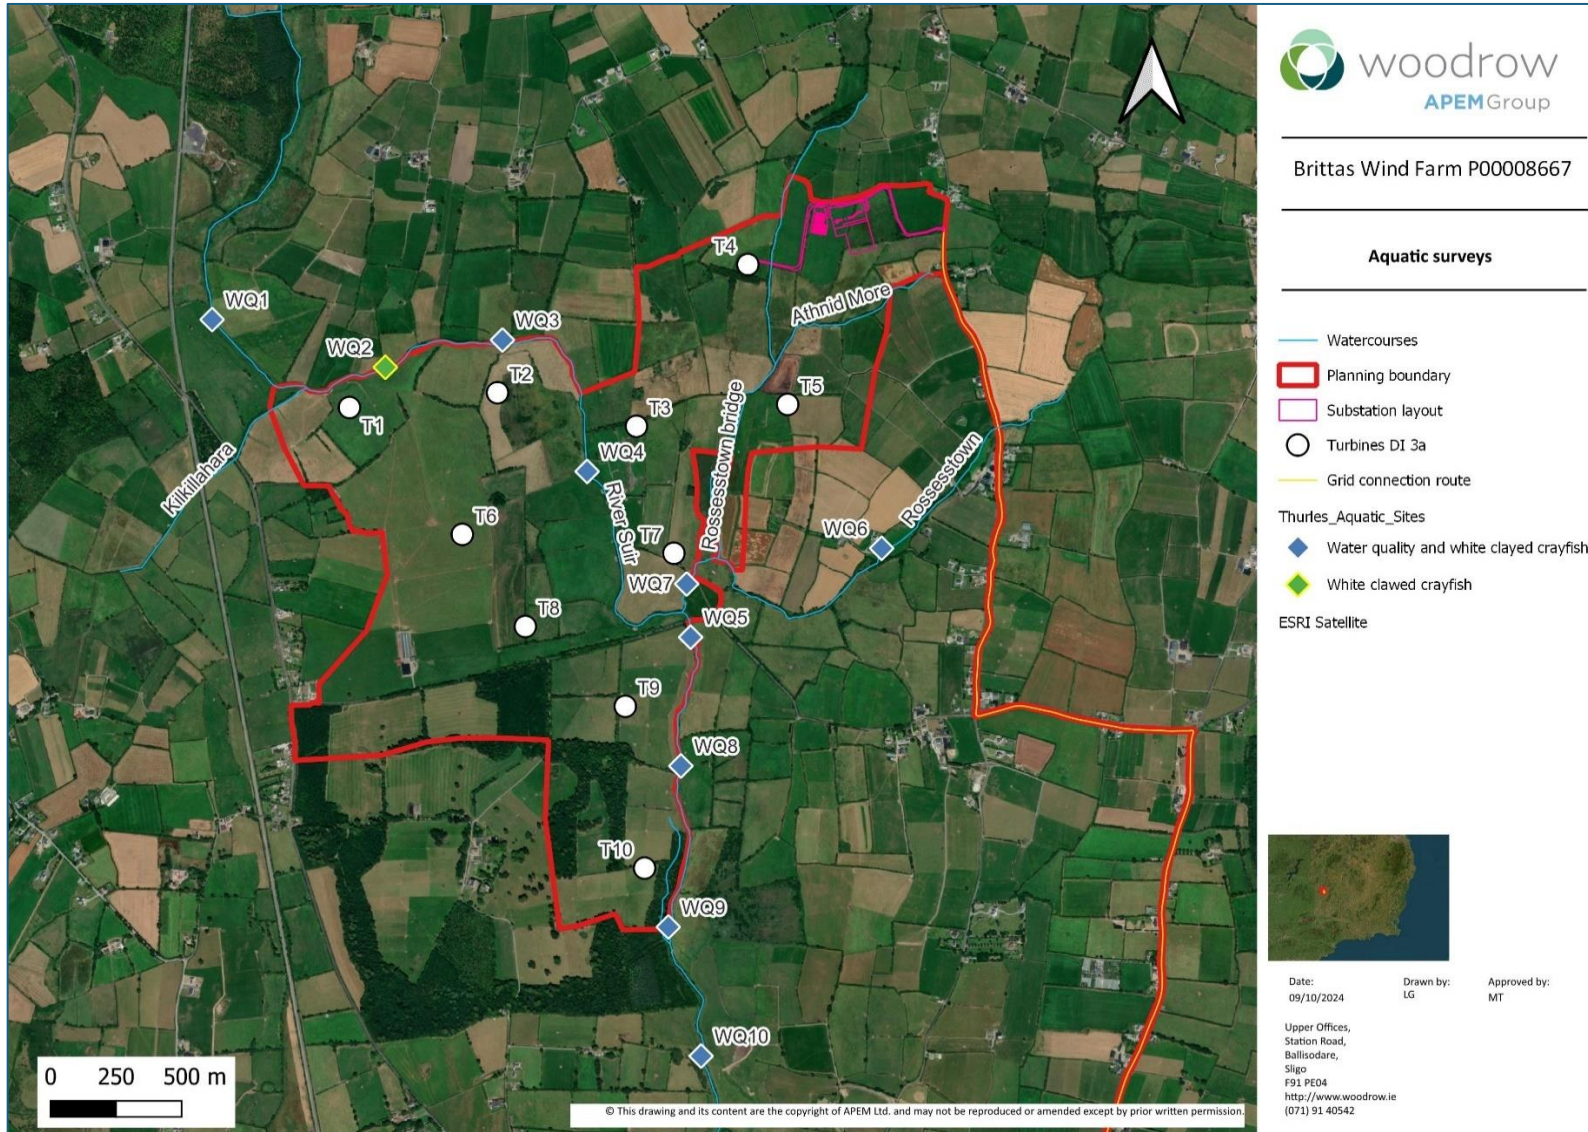 WQ1
WQ2
WQ3
T1
T2
T3
T4
T5
Athnid More
Kilkillahara
WQ4
River Suir
Rossesstown bridge
Rossesstown
WQ6
T6
T7
WQ7
T8
WQ5
T9
WQ8
T10
WQ9
WQ10
0 250 500 m
© This drawing and its content are the copyright of APEM Ltd. and may not be reproduced or amended except by prior written permission.
woodrow
APEM Group
Brittas Wind Farm P00008667
Aquatic surveys
Watercourses
Planning boundary
Substation layout
Turbines DI 3a
Grid connection route
Thurles_Aquatic_Sites
Water quality and white clayed crayfish
White clawed crayfish
ESRI Satellite
Date: Drawn by: Approved by:
09/10/2024 LG MT
Upper Offices,
Station Road,
Ballisodare,
Sligo
F91 PE04
http://www.woodrow.ie
(071) 91 40542